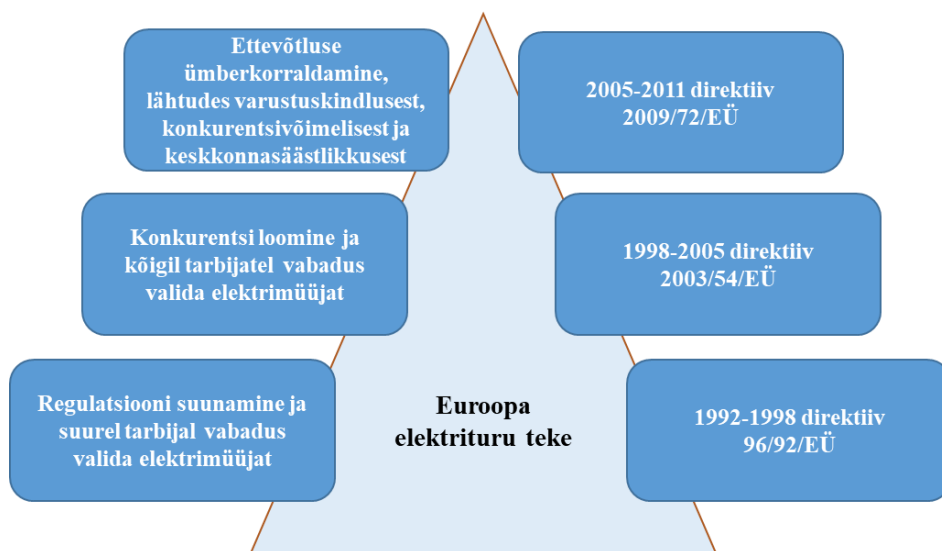 Ettevõtluse
ümberkorraldamine,
lähtudes varustuskindlusest,
konkurentsivõimelisest ja
keskkonnasäästlikkusest
2005-2011 direktiiv
2009/72/EÜ
Konkurentsi loomine ja
kõigil tarbijatel vabadus
valida elektrimüüjat
1998-2005 direktiiv
2003/54/EÜ
Regulatsiooni suunamine ja
suurel tarbijal vabadus
valida elektrimüüjat
Euroopa
elektrituru teke
1992-1998 direktiiv
96/92/EÜ